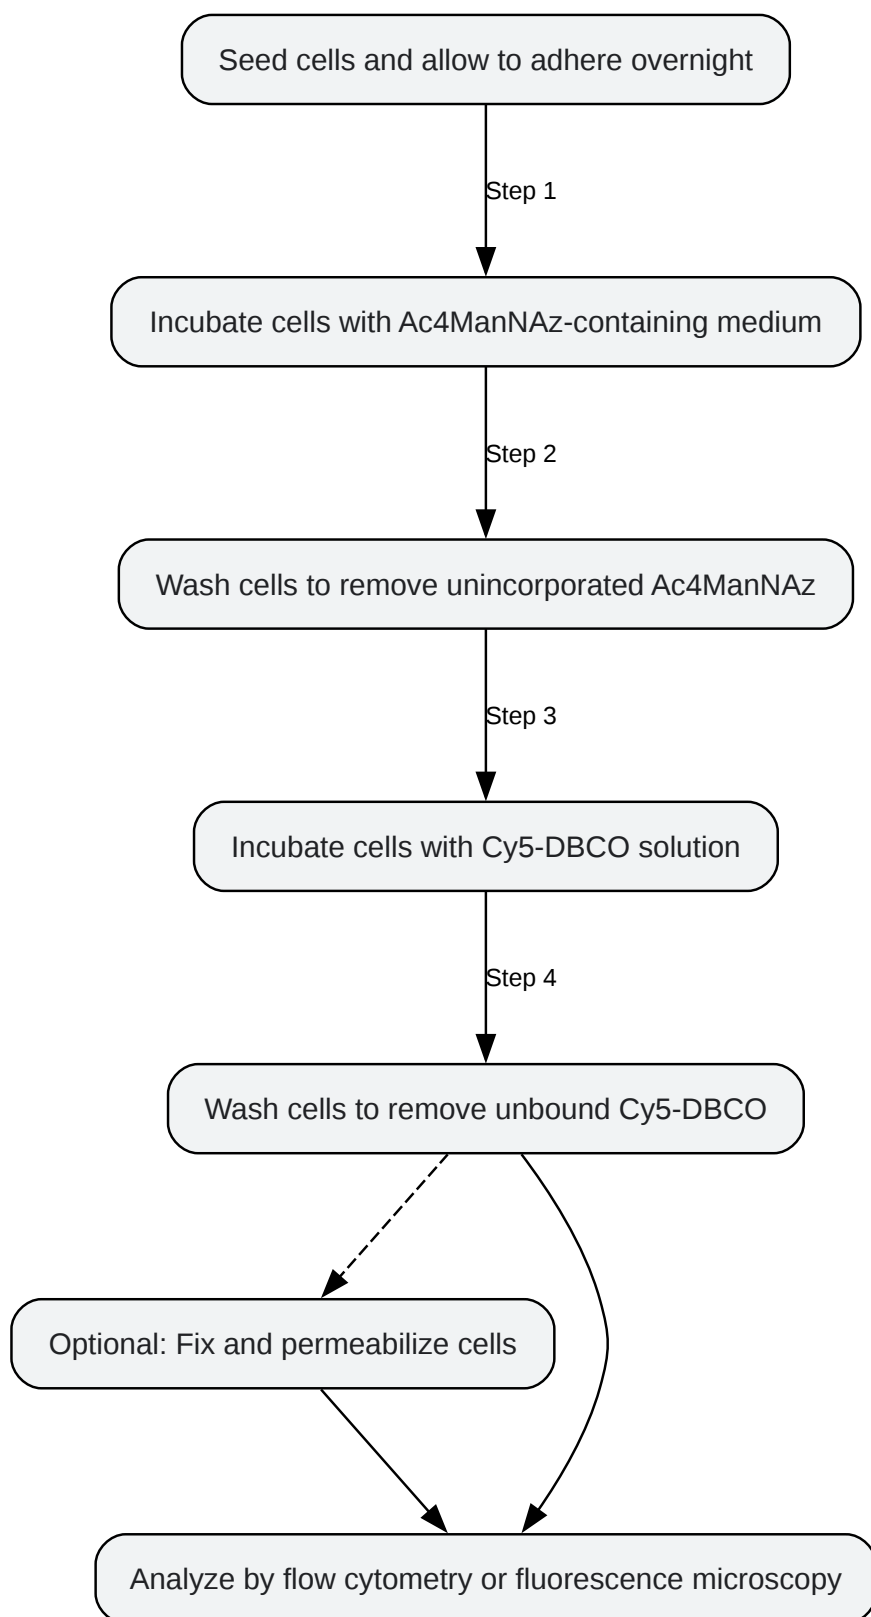 Seed cells and allow to adhere overnight
Step 1
Incubate cells with Ac4ManNAz-containing medium
Step 2
Wash cells to remove unincorporated Ac4ManNAz
Step 3
Incubate cells with Cy5-DBCO solution
Step 4
Wash cells to remove unbound Cy5-DBCO
Optional: Fix and permeabilize cells
Analyze by flow cytometry or fluorescence microscopy